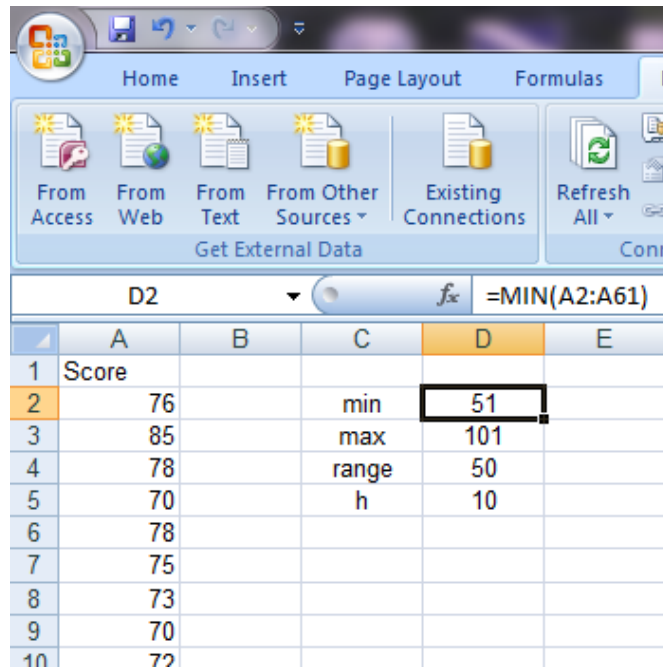 Home Insert Page Layout Formulas
From Access
From Web
From Text
From Other Sources
Existing Connections
Refresh All
Get External Data
D2 fx =MIN(A2:A61)
A B C D E
1 Score
2 76 min 51
3 85 max 101
4 78 range 50
5 70 h 10
6 78
7 75
8 73
9 70
10 72